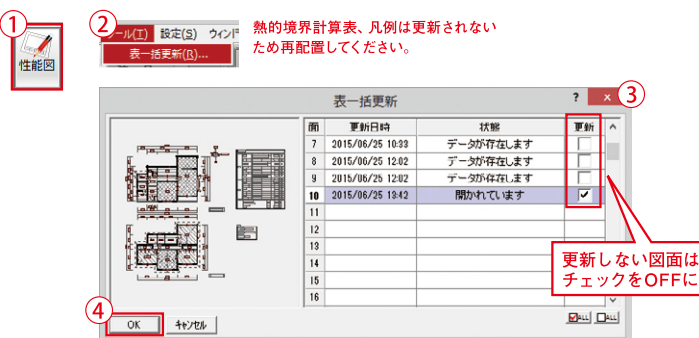 ①
性能図
②
ール(T) 設定(S) ウィンド
表一括更新(R)...
熱的境界計算表、凡例は更新されない
ため再配置してください。
表一括更新
?
×
③
面 更新日時 状態 更新
7 2015/06/25 10:33 データが存在します
8 2015/06/25 12:02 データが存在します
9 2015/06/25 12:02 データが存在します
10 2015/06/25 13:42 開かれています
11
12
13
14
15
16
更新しない図面は
チェックをOFFに
④
OK キャンセル
ALL ALL